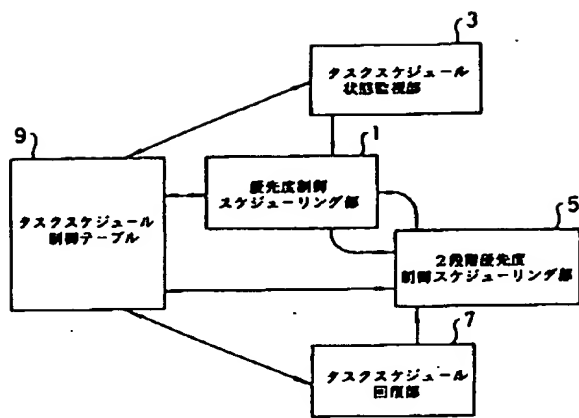 3
タスクスケジュール
状態監視部
1
9
優先度制御
スケジューリング部
タスクスケジュール
制御テーブル
5
2段階優先度
制御スケジューリング部
7
タスクスケジュール
回復部